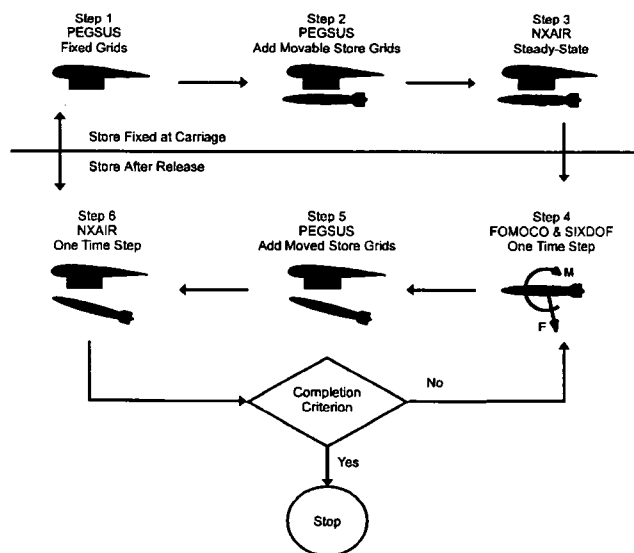 Step 1
PEGSUS
Fixed Grids
Step 2
PEGSUS
Add Movable Store Grids
Step 3
NXAIR
Steady-State
Store Fixed at Carriage
Store After Release
Step 6
NXAIR
One Time Step
Step 5
PEGSUS
Add Moved Store Grids
Step 4
FOMOCO & SIXDOF
One Time Step
M
F
Completion
Criterion
No
Yes
Stop